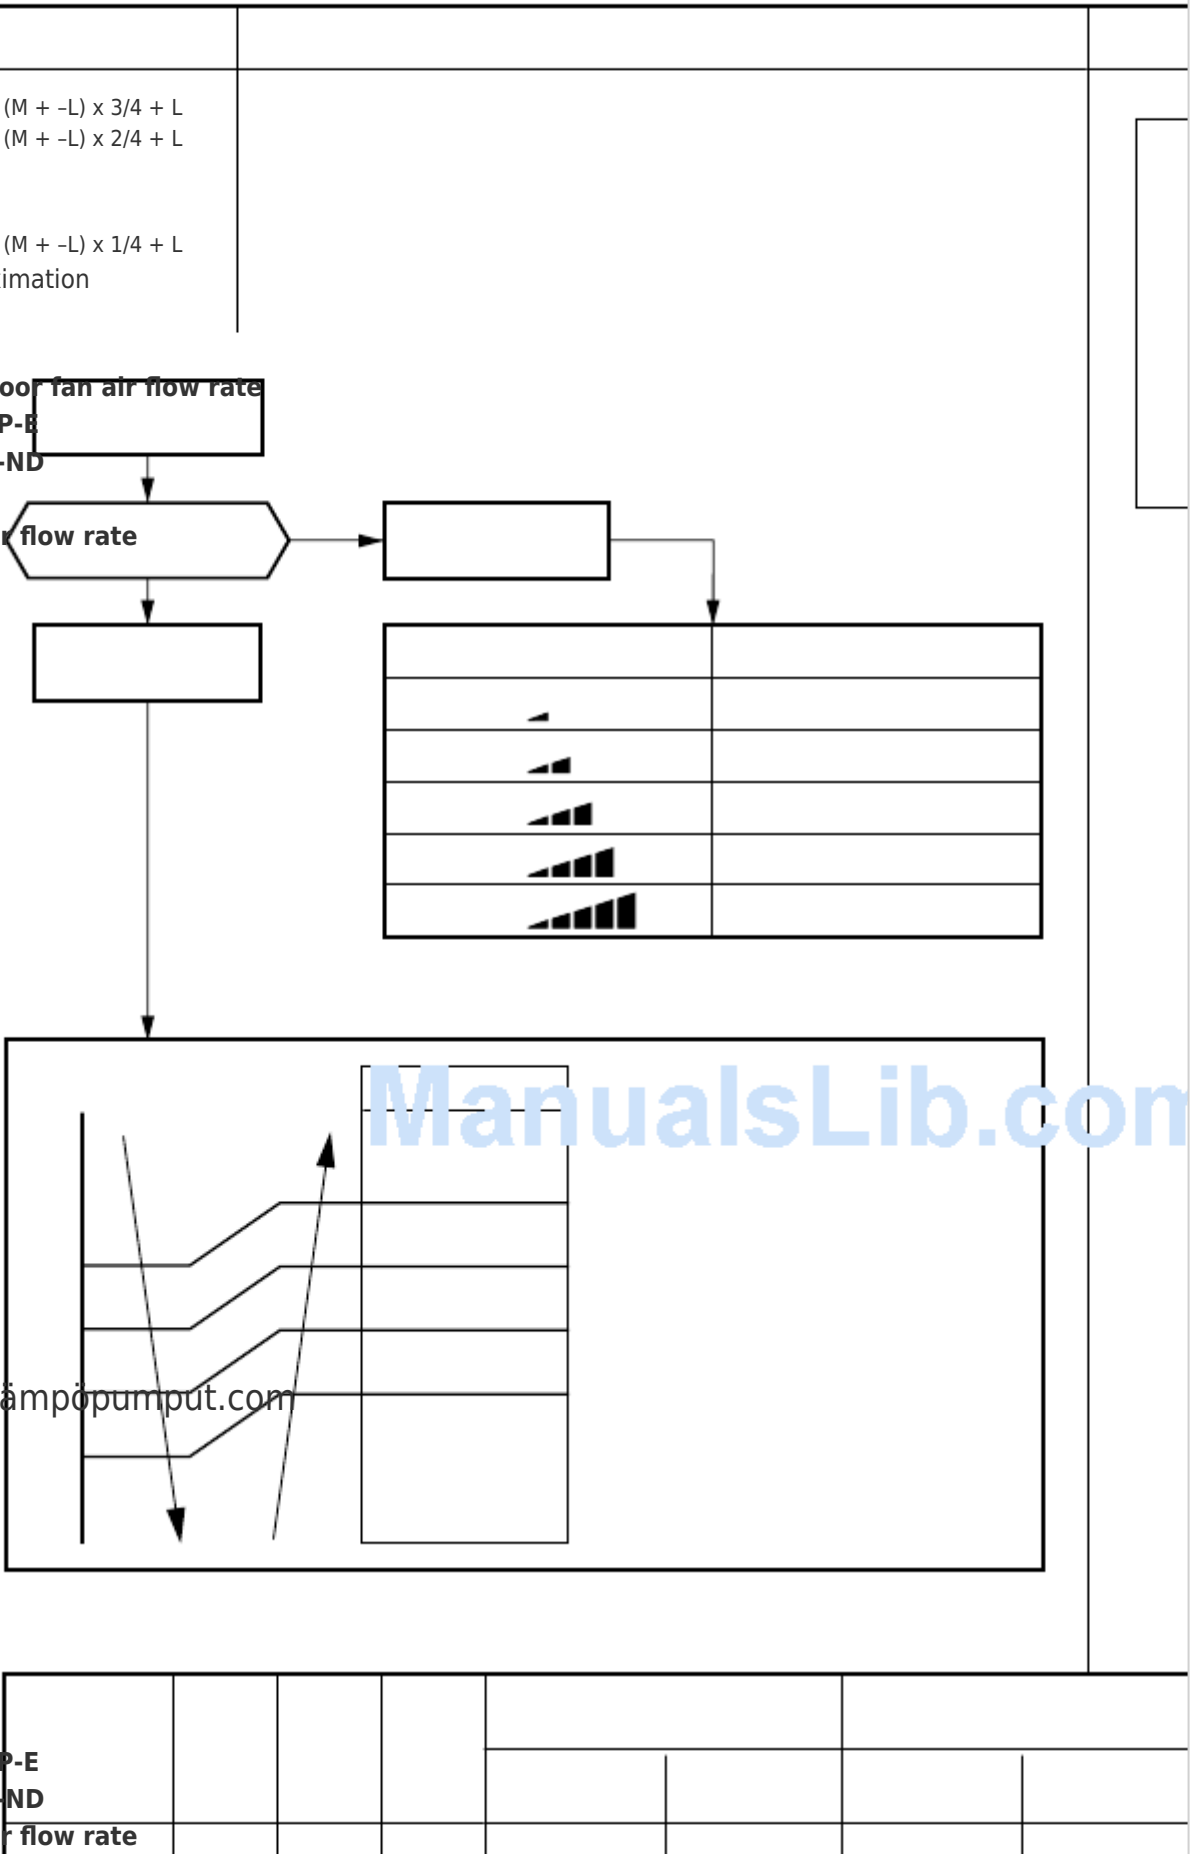 (M + –L) x 3/4 + L
(M + –L) x 2/4 + L
(M + –L) x 1/4 + L
imation
oor fan air flow rate
P-E
-ND
r flow rate
ManualsLib.com
ämpöpumput.com
P-E
-ND
r flow rate